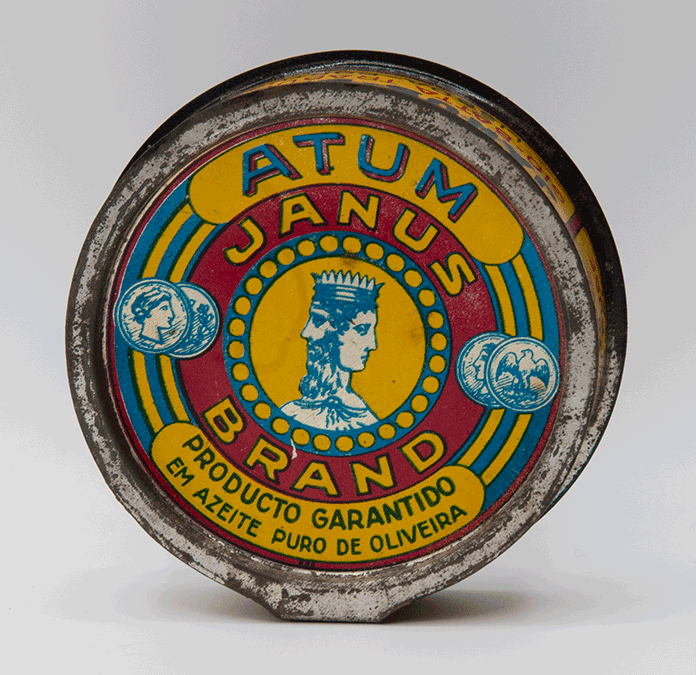 ATUM
JANUS
BRAND
PRODUCTO GARANTIDO
EM AZEITE PURO DE OLIVEIRA